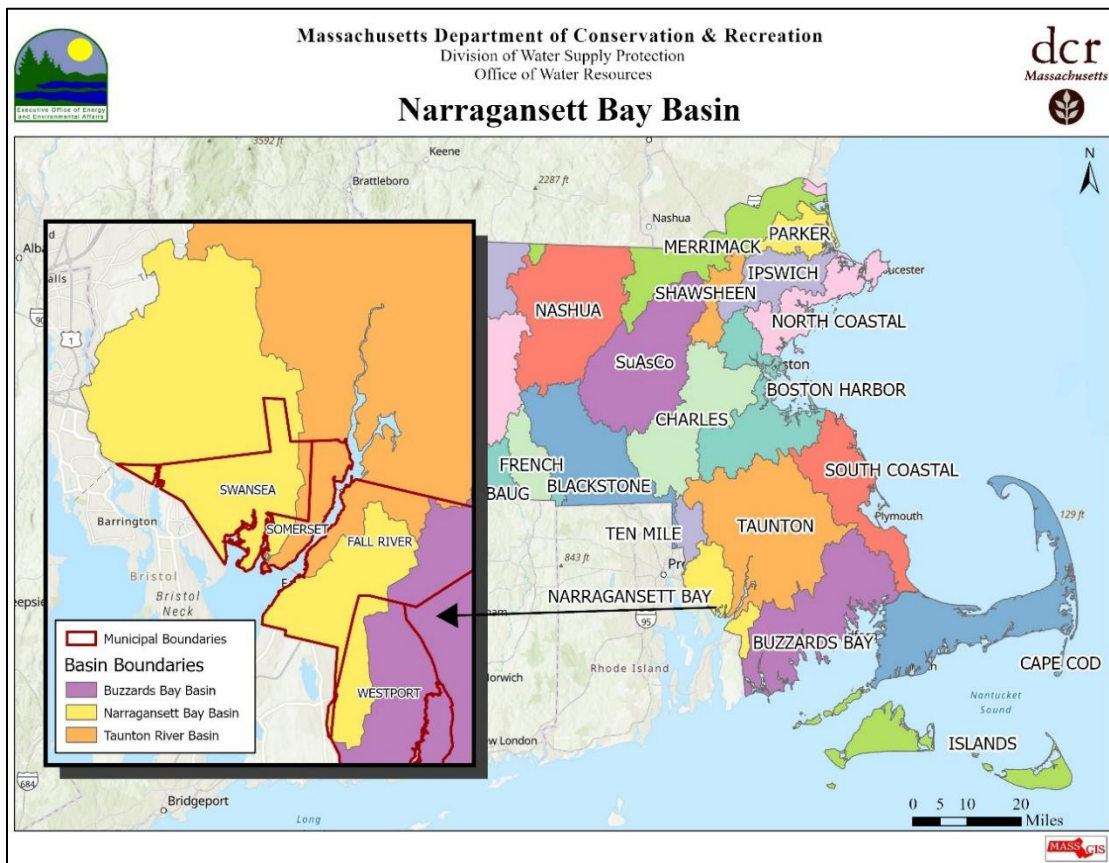 Massachusetts Department of Conservation & Recreation
Division of Water Supply Protection
Office of Water Resources
Narragansett Bay Basin
Executive Office of Energy
and Environmental Affairs
dcr
Massachusetts
3592 ft
Keene
Brattleboro
2287 ft
Nashua
N
MERRIMACK
PARKER
IPSWICH
SHAWSHEEN
NASHUA
NORTH COASTAL
SuAsCo
BOSTON HARBOR
CHARLES
FRENCH
BLACKSTONE
SOUTH COASTAL
Plymouth
129 ft
TEN MILE
TAUNTON
843 ft
NARRAGANSETT BAY
95
BUZZARDS BAY
Rhode Island
CAPE COD
Nantucket
Sound
ISLANDS
1
SWANSEA
SOMERSET
FALL RIVER
Barrington
Bristol
Bristol
Neck
WESTPORT
Municipal Boundaries
Basin Boundaries
Buzzards Bay Basin
Narragansett Bay Basin
Taunton River Basin
684
Bridgeport
Long
0 5 10 20
Miles
MASS GIS